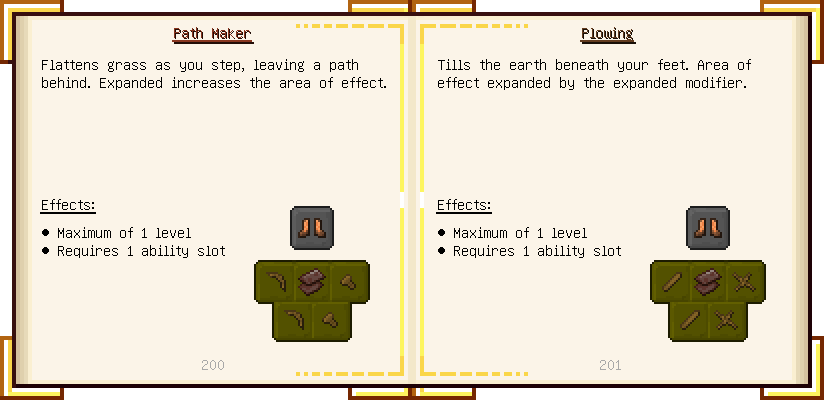 Path Maker
Flattens grass as you step, leaving a path
behind. Expanded increases the area of effect.
Effects:
● Maximum of 1 level
● Requires 1 ability slot
200
Plowing
Tills the earth beneath your feet. Area of
effect expanded by the expanded modifier.
Effects:
● Maximum of 1 level
● Requires 1 ability slot
201